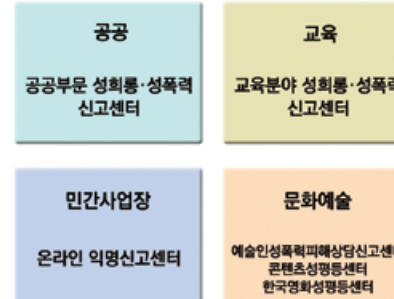 공공
공공부문 성희롱·성폭력
신고센터
교육
교육분야 성희롱·성폭력
신고센터
민간사업장
온라인 익명신고센터
문화예술
예술인성폭력피해상담신고센터
콘텐츠성평등센터
한국영화성평등센터